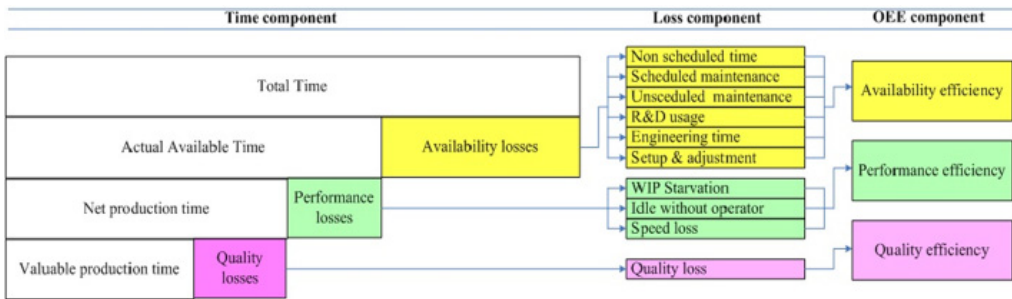 Time component
Loss component
OEE component
Total Time
Actual Available Time
Availability losses
Net production time
Performance
losses
Valuable production time
Quality
losses
Non scheduled time
Scheduled maintenance
Unsceduled maintenance
R&D usage
Engineering time
Setup & adjustment
WIP Starvation
Idle without operator
Speed loss
Quality loss
Availability efficiency
Performance efficiency
Quality efficiency